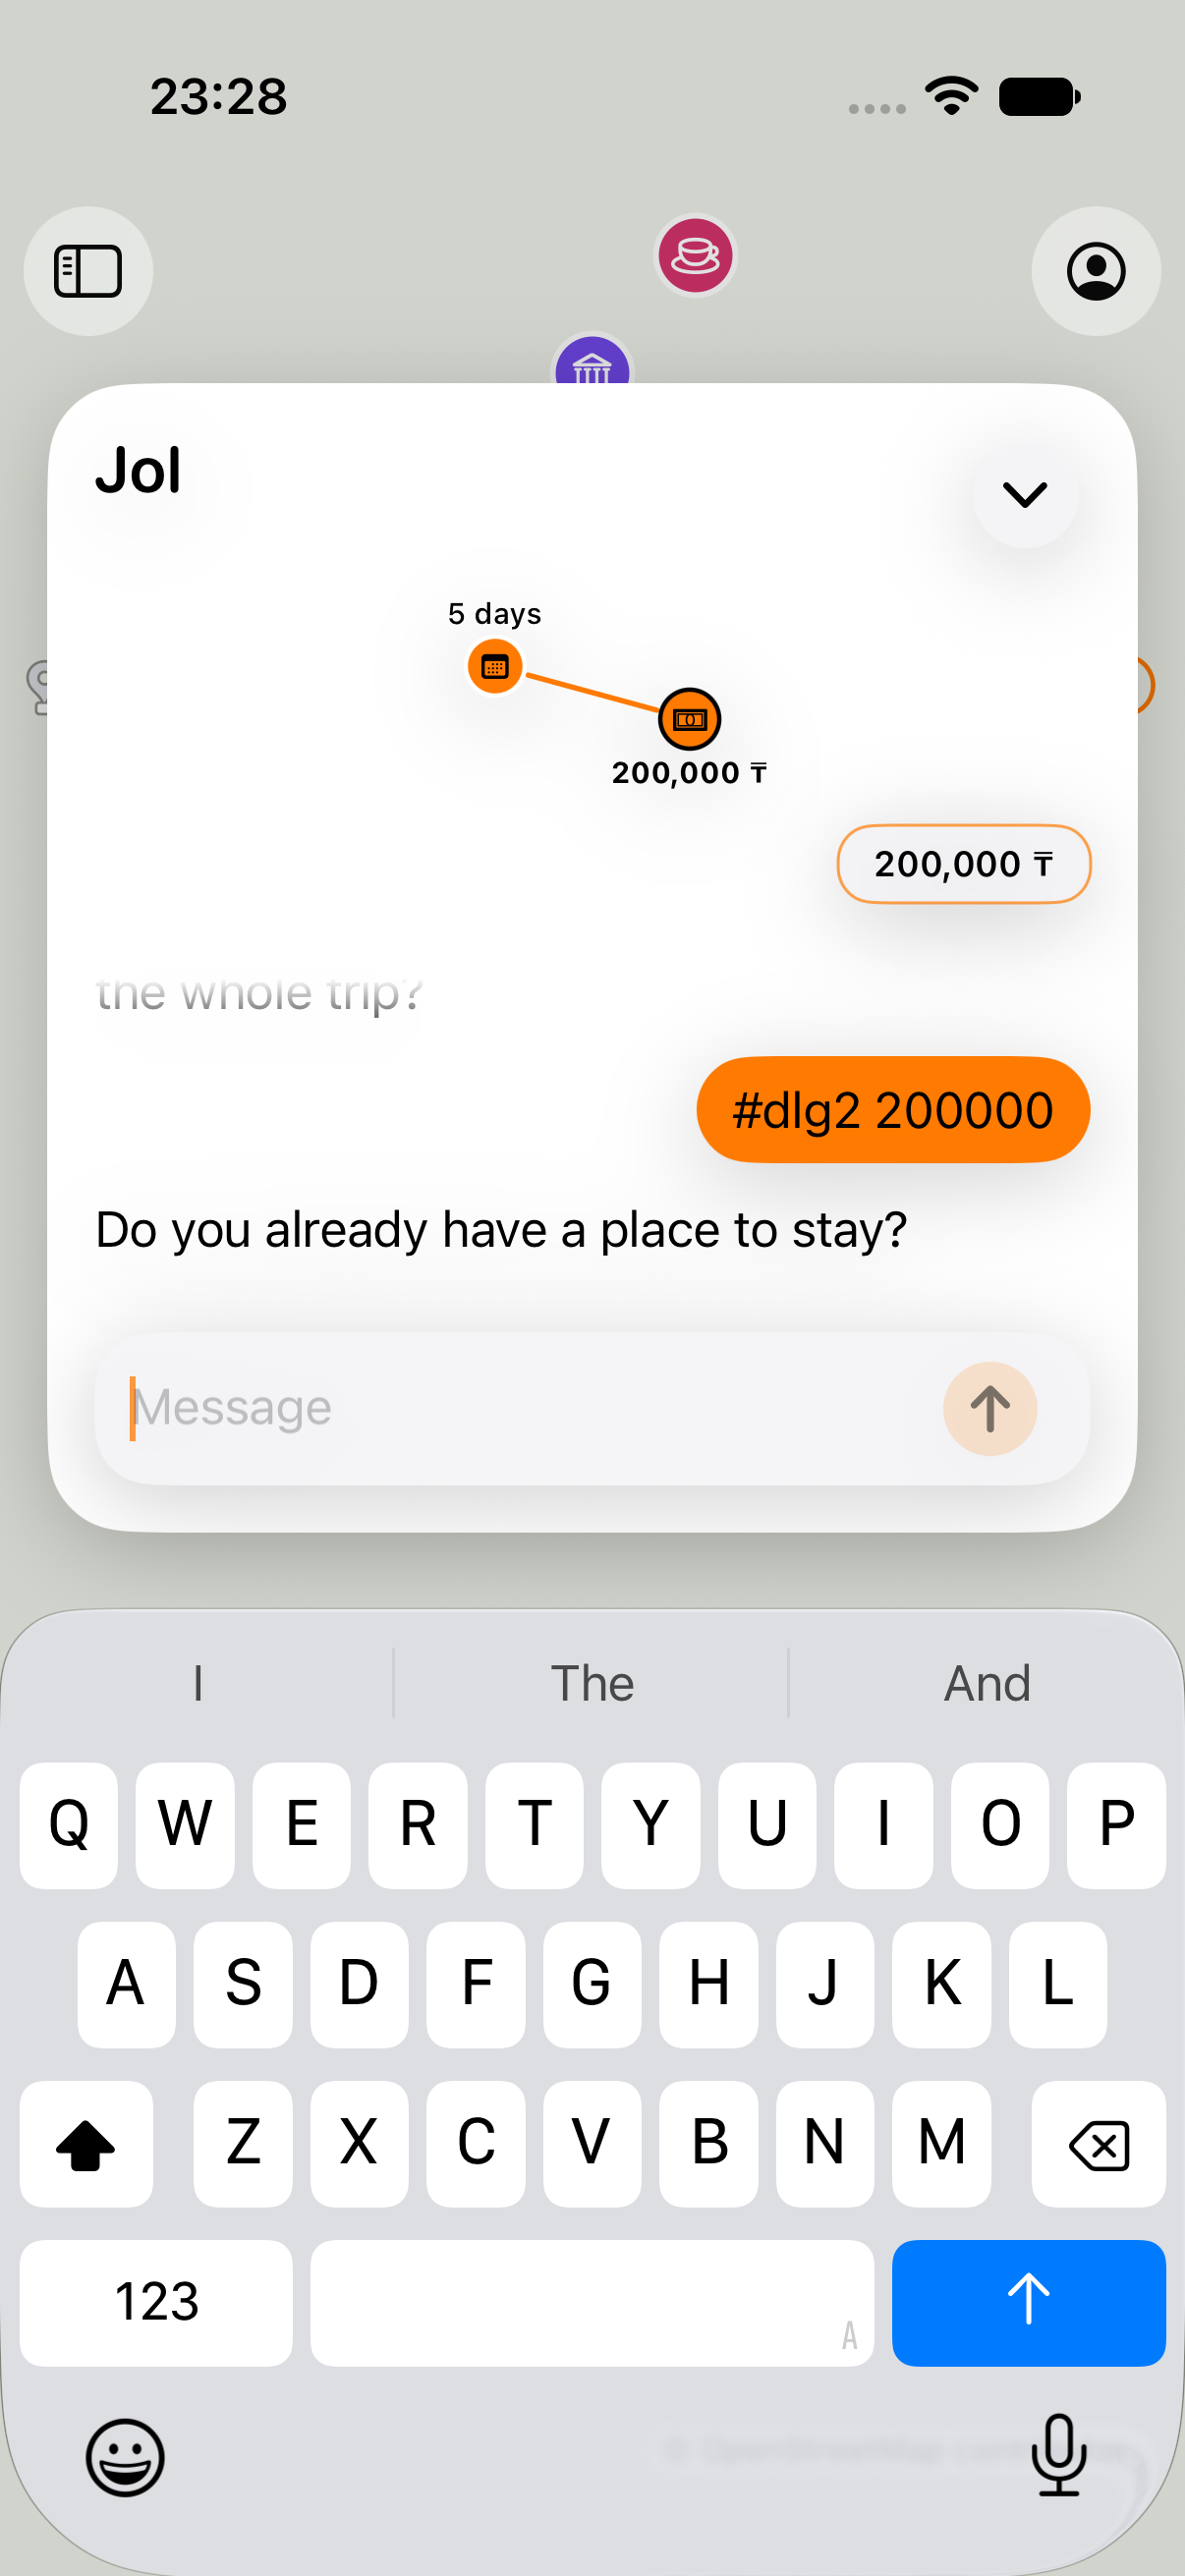 23:28
Jol
5 days
200,000 ₸
200,000 ₸
the whole trip?
#dlg2 200000
Do you already have a place to stay?
Message
I The And
Q W E R T Y U I O P
A S D F G H J K L
Z X C V B N M
123
A